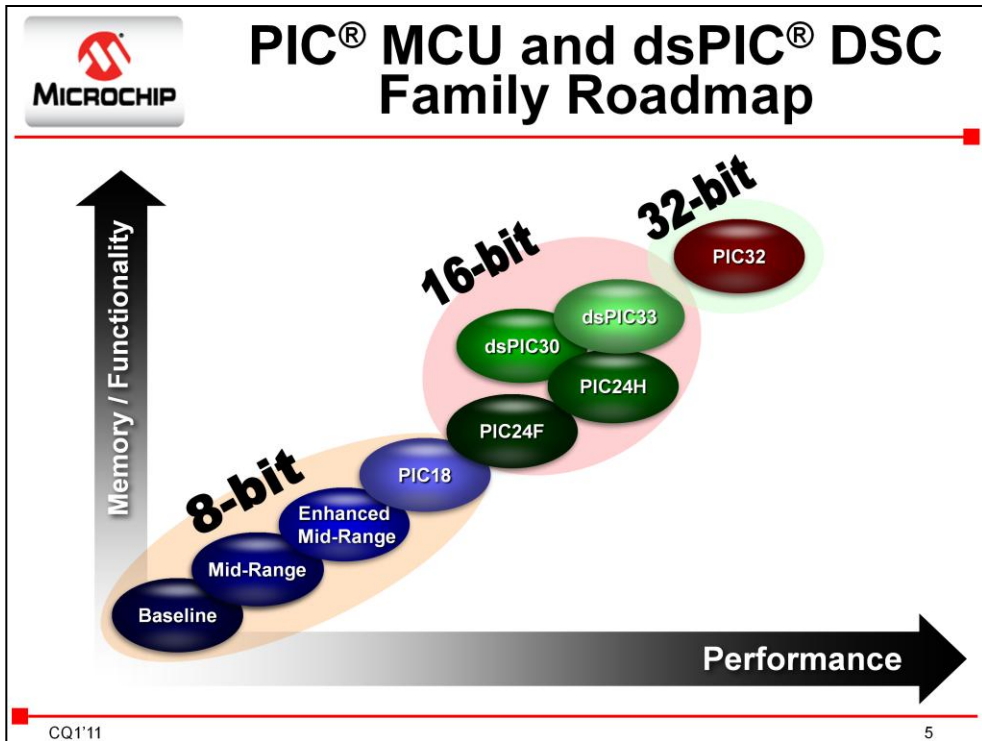 MICROCHIP
PIC® MCU and dsPIC® DSC
Family Roadmap
Memory / Functionality
8-bit
16-bit
32-bit
PIC32
dsPIC33
dsPIC30
PIC24H
PIC24F
PIC18
Enhanced
Mid-Range
Mid-Range
Baseline
Performance
CQ1'11
5